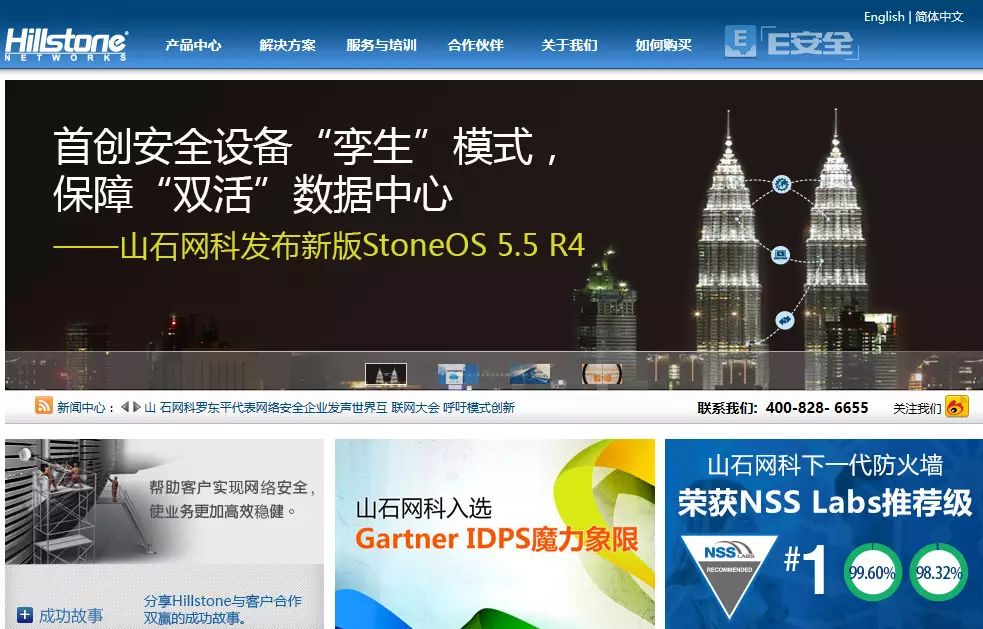 English | 简体中文
Hillstone
NETWORKS
产品中心 解决方案 服务与培训 合作伙伴 关于我们 如何购买
E E安全
首创安全设备“孪生”模式，
保障“双活”数据中心
——山石网科发布新版StoneOS 5.5 R4
新闻中心： 山 石网科罗东平代表网络安全企业发声世界互 联网大会 呼吁模式创新
联系我们: 400-828- 6655 关注我们
帮助客户实现网络安全，
使业务更加高效稳健。
成功故事
分享Hillstone与客户合作
双赢的成功故事。
山石网科入选
Gartner IDPS魔力象限
山石网科下一代防火墙
荣获NSS Labs推荐级
NSS LABS
RECOMMENDED
#1
99.60% 98.32%